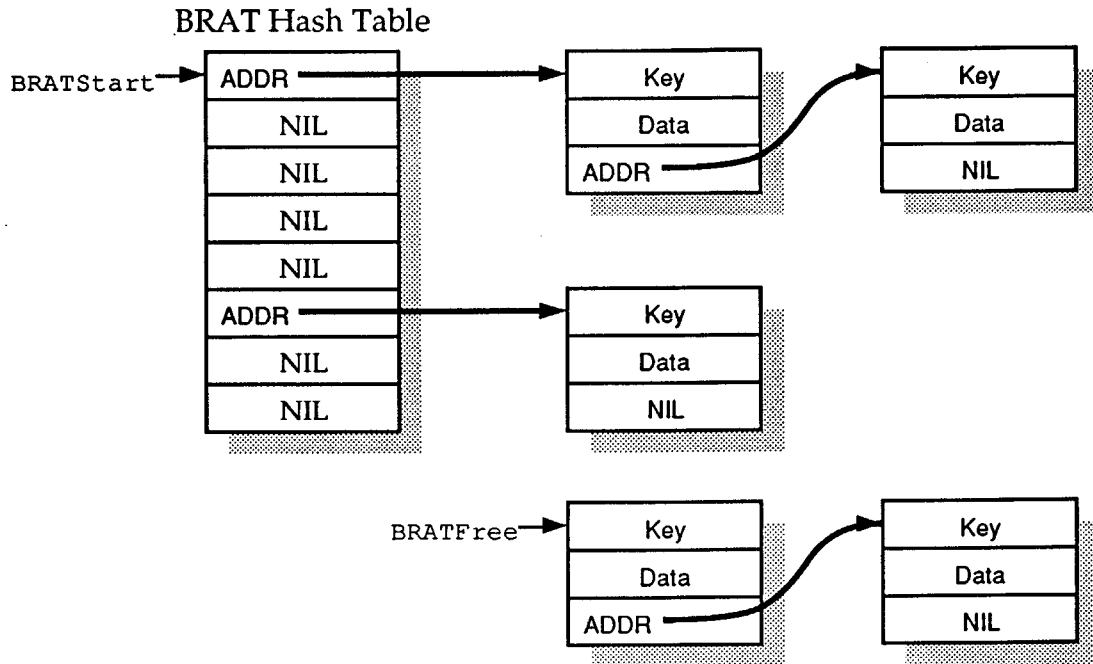 BRAT Hash Table
BRATStart
ADDR
NIL
NIL
NIL
NIL
ADDR
NIL
NIL
Key
Data
ADDR
Key
Data
NIL
Key
Data
NIL
BRATFree
Key
Data
ADDR
Key
Data
NIL